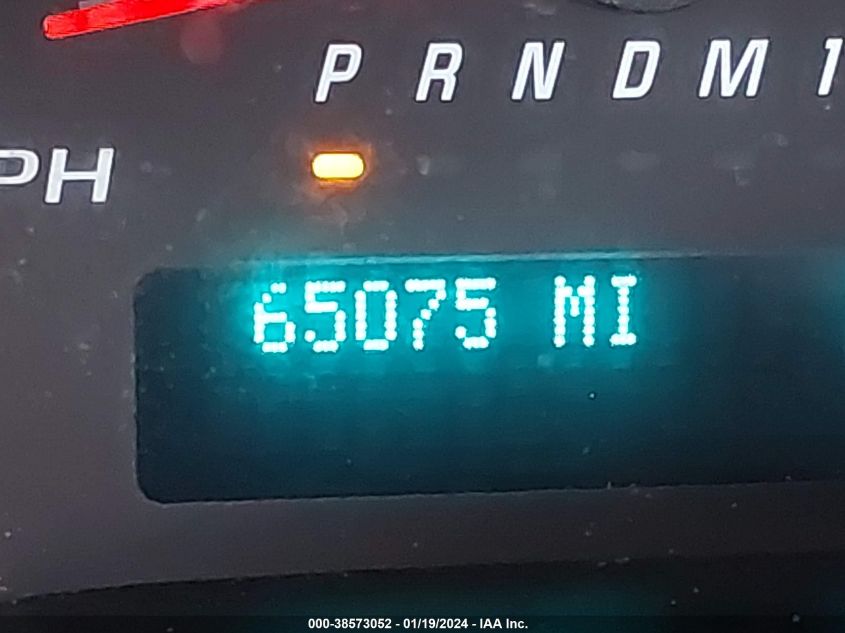 P R N D M 1
PH
65075 MI
000-38573052 - 01/19/2024 - IAA Inc.